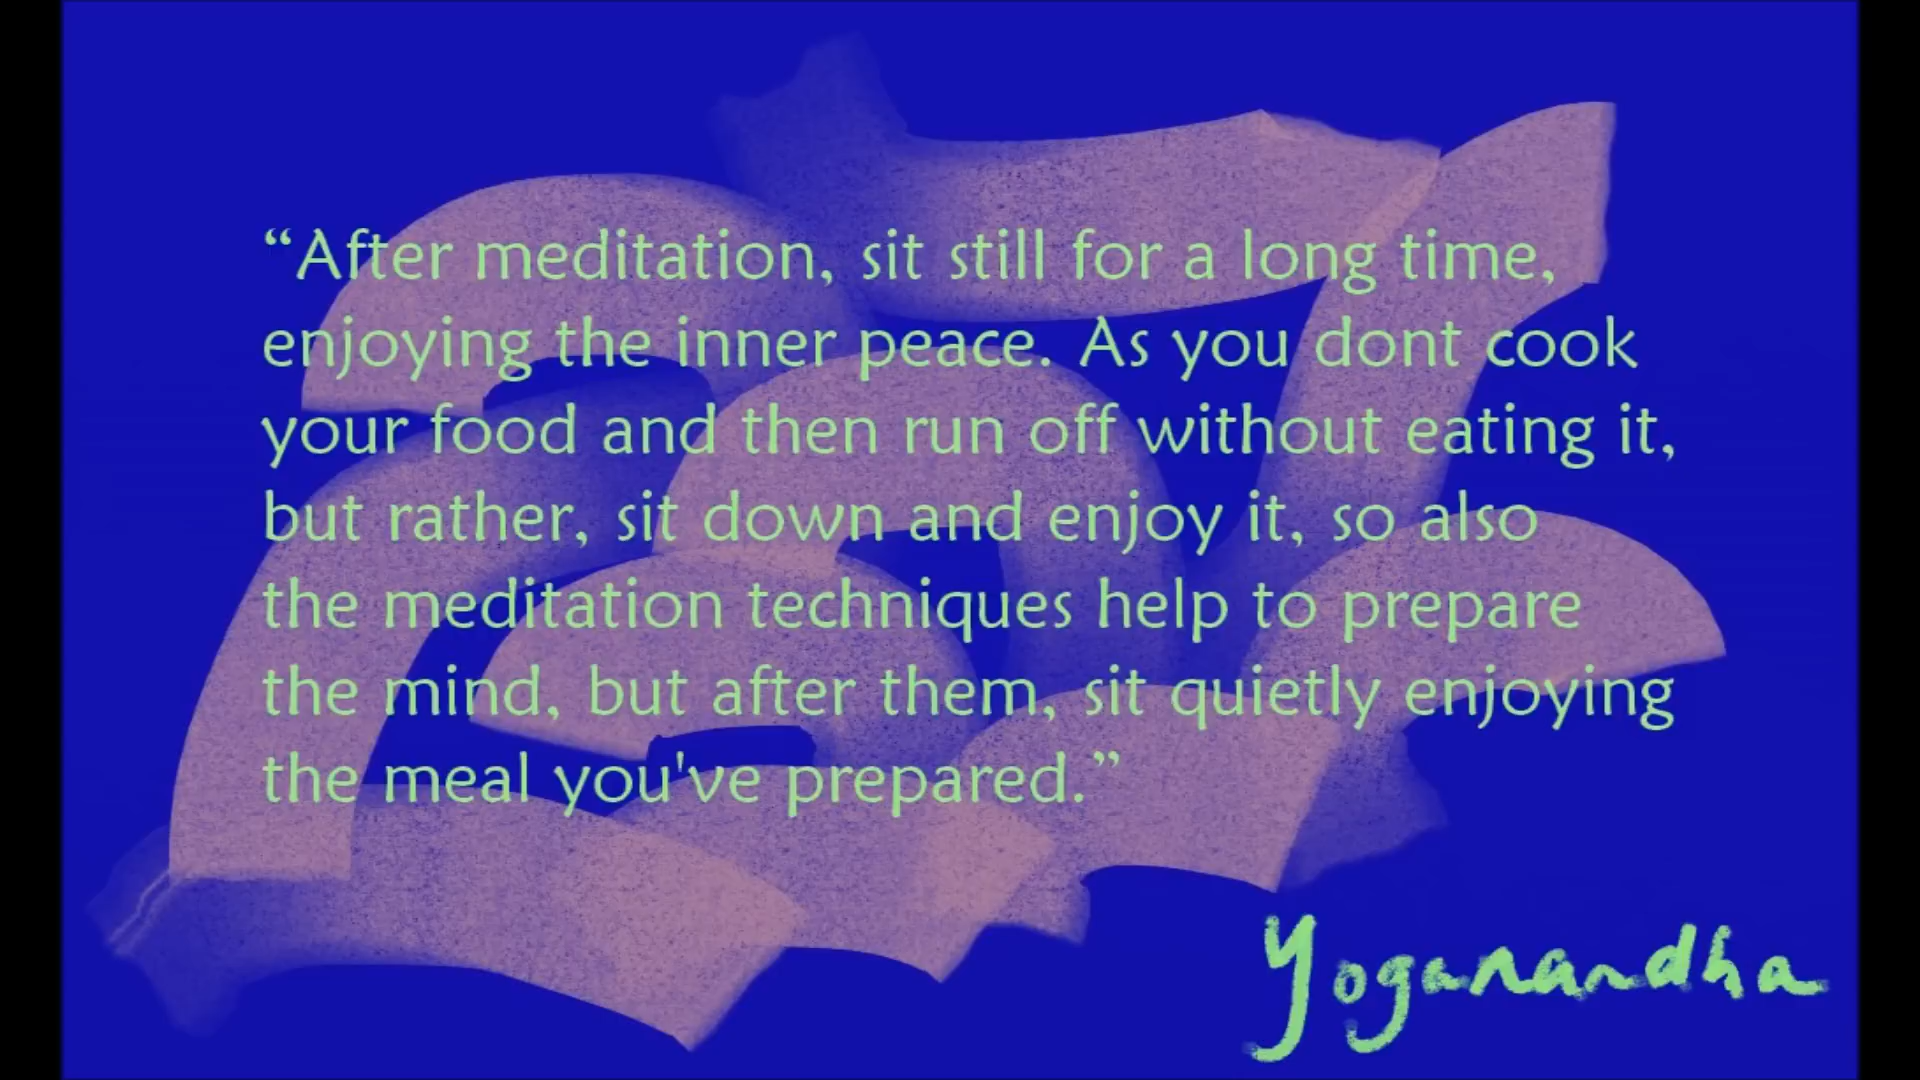 “After meditation, sit still for a long time,
enjoying the inner peace. As you dont cook
your food and then run off without eating it,
but rather, sit down and enjoy it, so also
the meditation techniques help to prepare
the mind, but after them, sit quietly enjoying
the meal you've prepared.”
Yoganandha